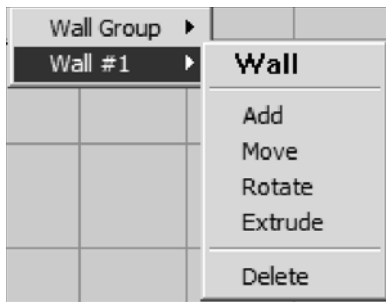 Wall Group
Wall #1
Wall
Add
Move
Rotate
Extrude
Delete